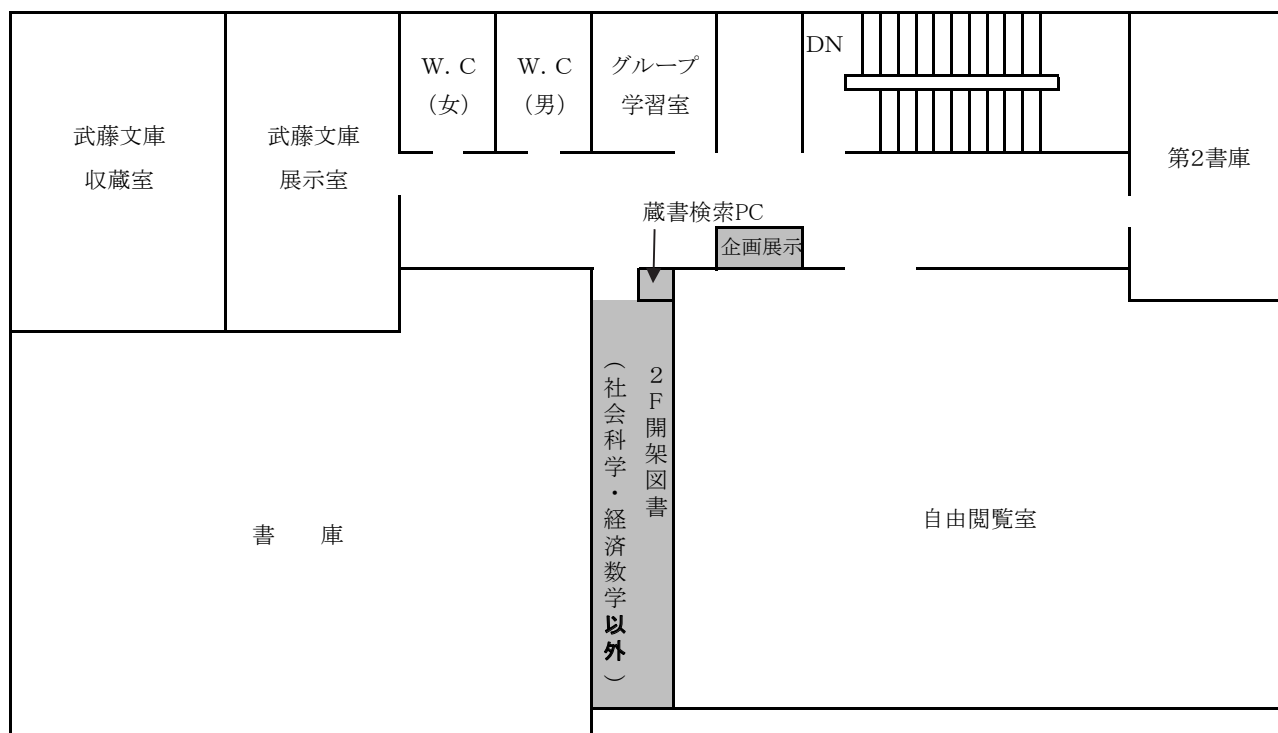 武藤文庫
収蔵室
武藤文庫
展示室
W. C
（女）
W. C
（男）
グループ
学習室
DN
第2書庫
蔵書検索PC
企画展示
2F開架図書
（社会科学・経済数学以外）
書　庫
自由閲覧室